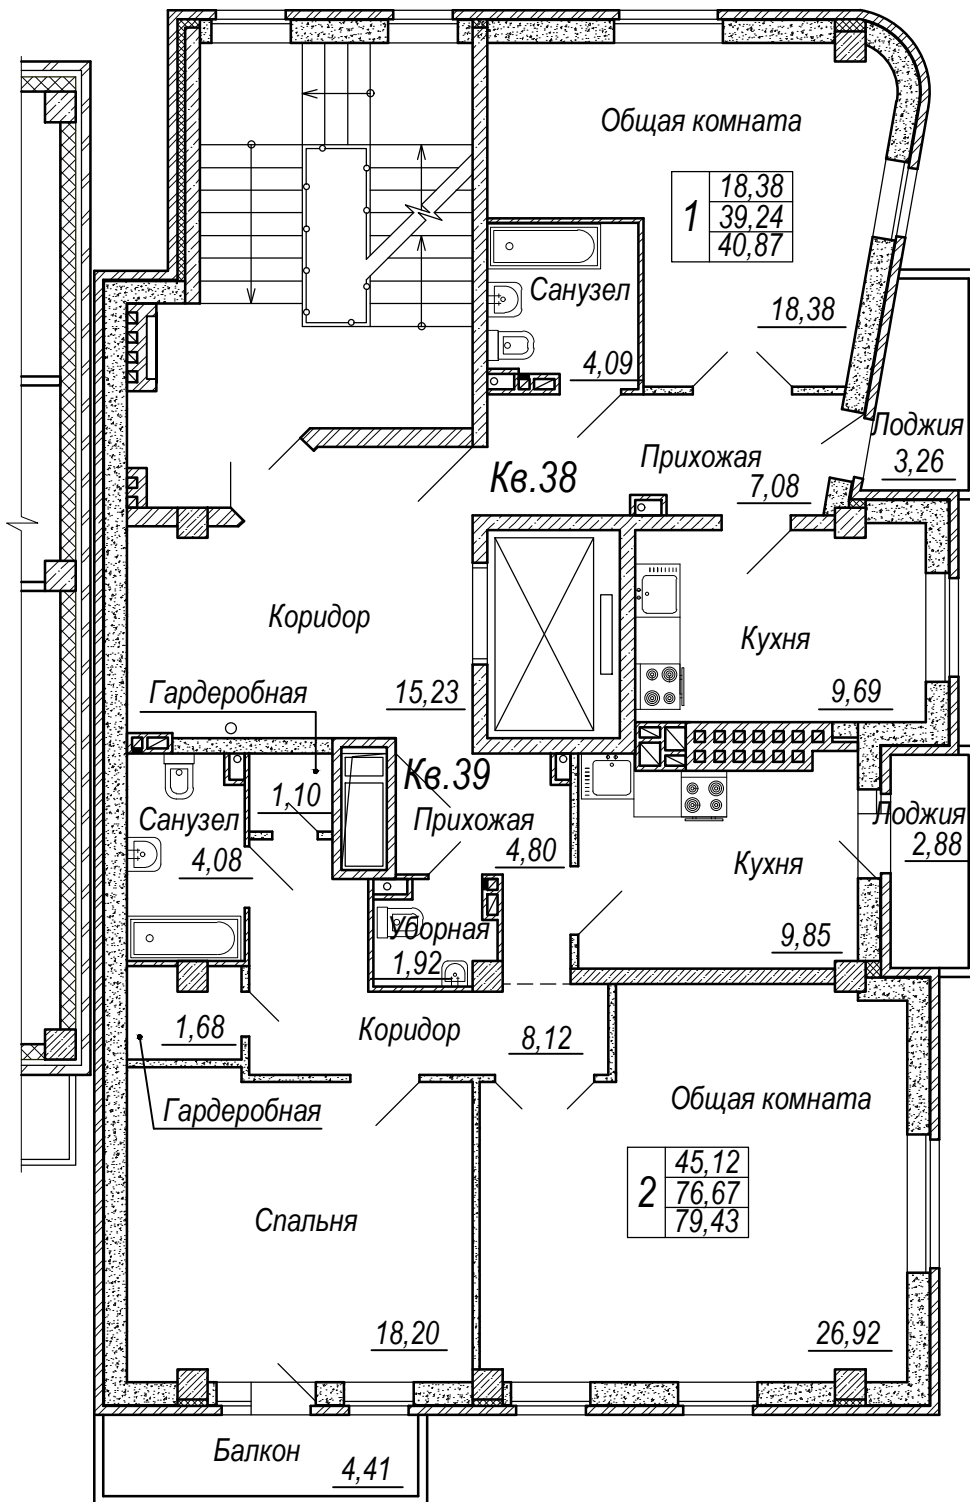 Общая комната
1
18,38
39,24
40,87
Санузел
18,38
4,09
Лоджия
3,26
Прихожая
7,08
Кв.38
Коридор
Кухня
15,23
9,69
Гардеробная
Кв.39
1,10
Санузел
4,08
Прихожая
4,80
Лоджия
2,88
Кухня
9,85
Уборная
1,92
1,68
Коридор
8,12
Гардеробная
Общая комната
2
45,12
76,67
79,43
Спальня
18,20
26,92
Балкон
4,41